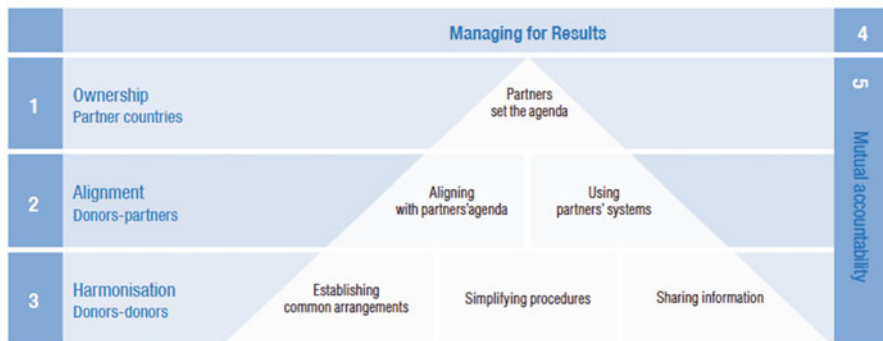 Managing for Results
4
1
Ownership
Partner countries
Partners
set the agenda
5
Mutual accountability
2
Alignment
Donors-partners
Aligning
with partners'agenda
Using
partners' systems
3
Harmonisation
Donors-donors
Establishing
common arrangements
Simplifying procedures
Sharing information